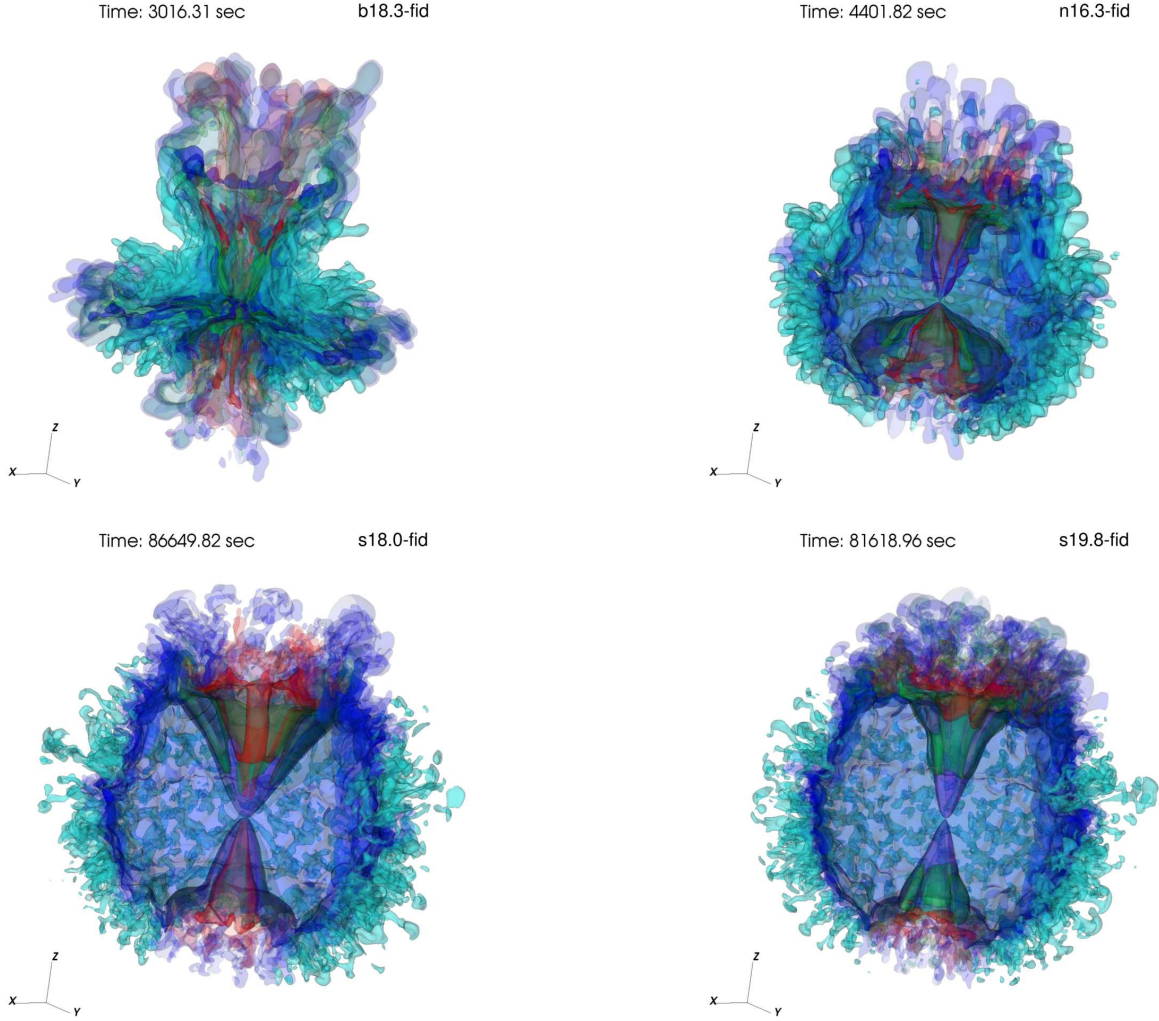 Time: 3016.31 sec b18.3-fid
Time: 4401.82 sec n16.3-fid
Z
X
Y
Z
X
Y
Time: 86649.82 sec s18.0-fid
Time: 81618.96 sec s19.8-fid
Z
X
Y
Z
X
Y